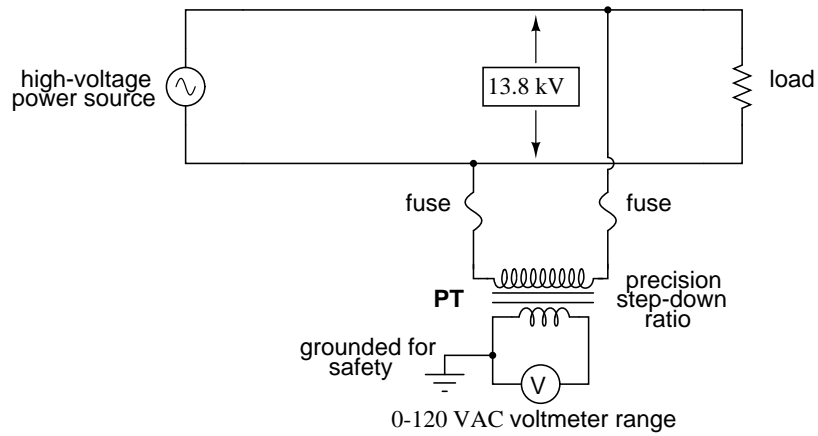 high-voltage
power source
13.8 kV
load
fuse
fuse
PT
precision
step-down
ratio
grounded for
safety
V
0-120 VAC voltmeter range